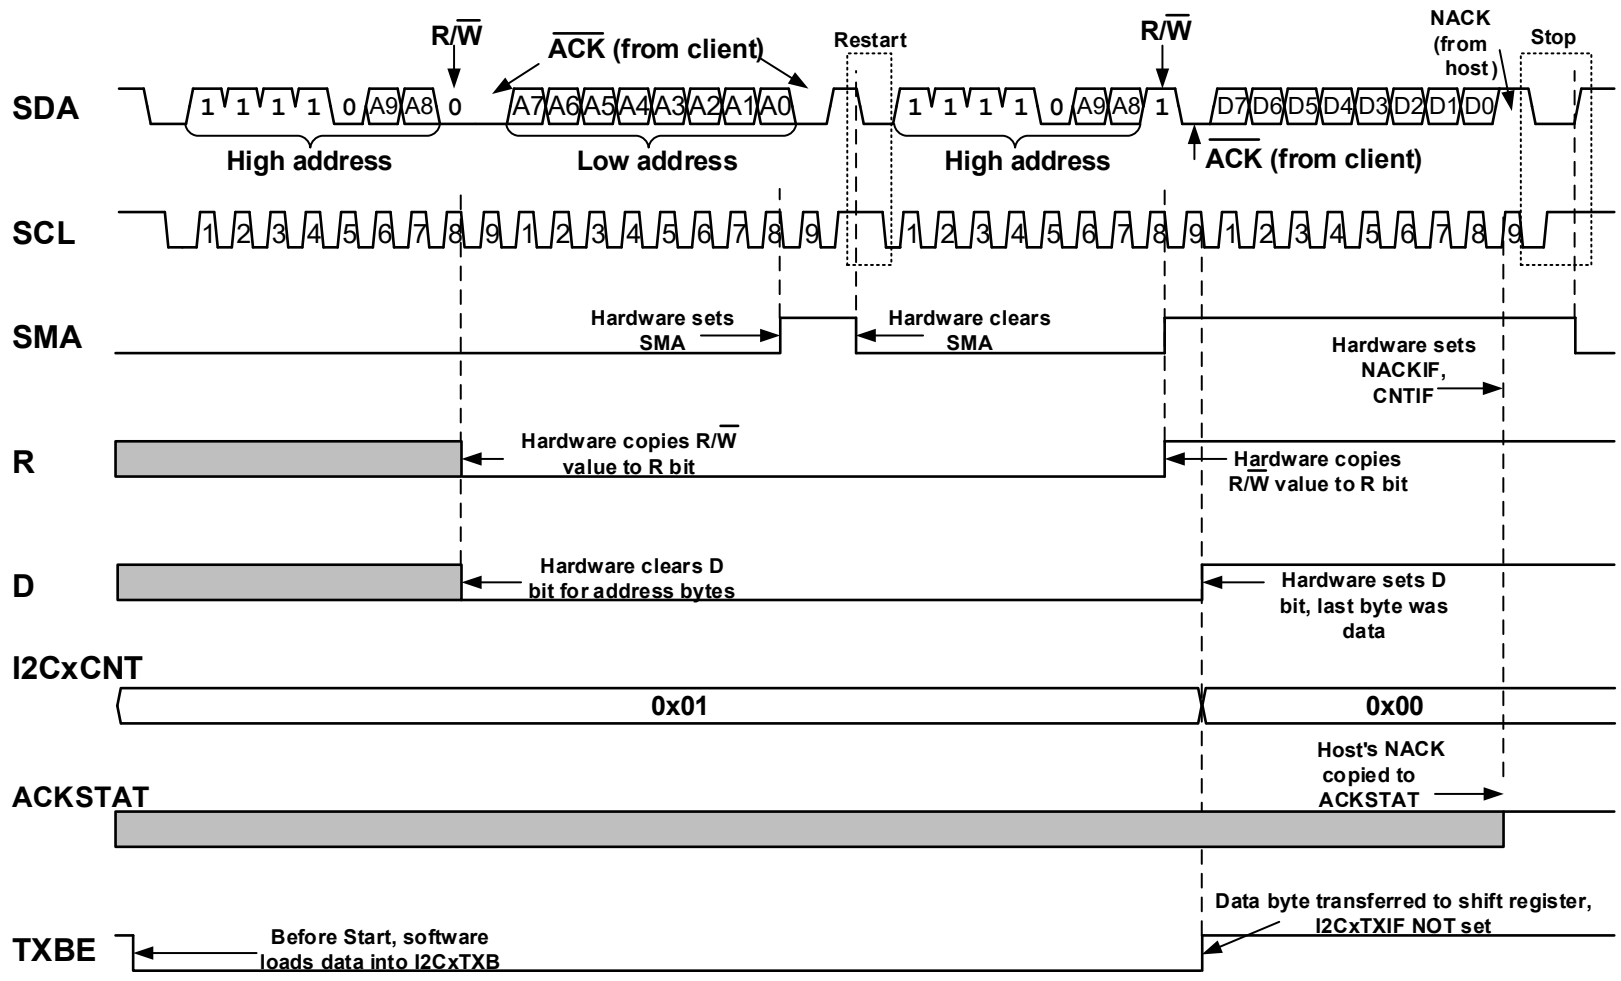 R/W
ACK (from client)
Restart
R/W
NACK
(from
host)
Stop
SDA
1 1 1 1 0 A9 A8 0 A7 A6 A5 A4 A3 A2 A1 A0 1 1 1 1 0 A9 A8 1 D7 D6 D5 D4 D3 D2 D1 D0
High address
Low address
High address
ACK (from client)
SCL
1 2 3 4 5 6 7 8 9 1 2 3 4 5 6 7 8 9 1 2 3 4 5 6 7 8 9 1 2 3 4 5 6 7 8 9
SMA
Hardware sets
SMA
Hardware clears
SMA
Hardware sets
NACKIF,
CNTIF
R
Hardware copies R/W
value to R bit
Hardware copies
R/W value to R bit
D
Hardware clears D
bit for address bytes
Hardware sets D
bit, last byte was
data
I2CxCNT
0x01
0x00
ACKSTAT
Host's NACK
copied to
ACKSTAT
TXBE
Before Start, software
loads data into I2CxTXB
Data byte transferred to shift register,
I2CxTXIF NOT set